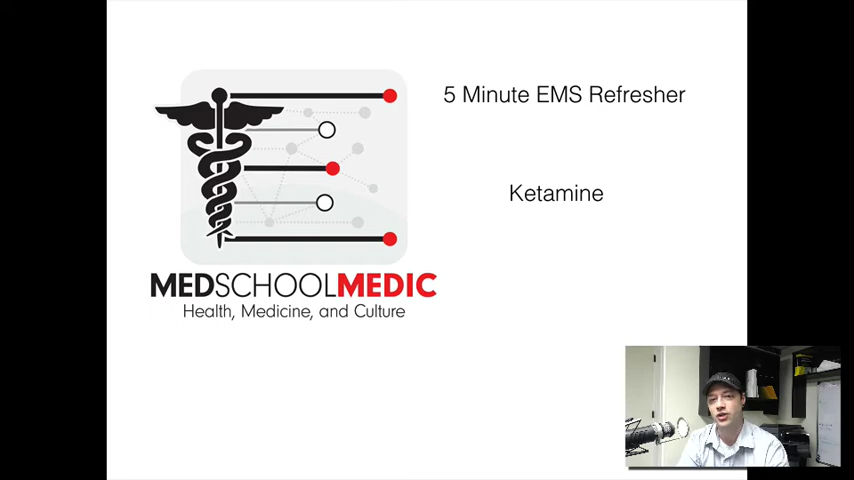 5 Minute EMS Refresher
Ketamine
MEDSCHOOLMEDIC
Health, Medicine, and Culture